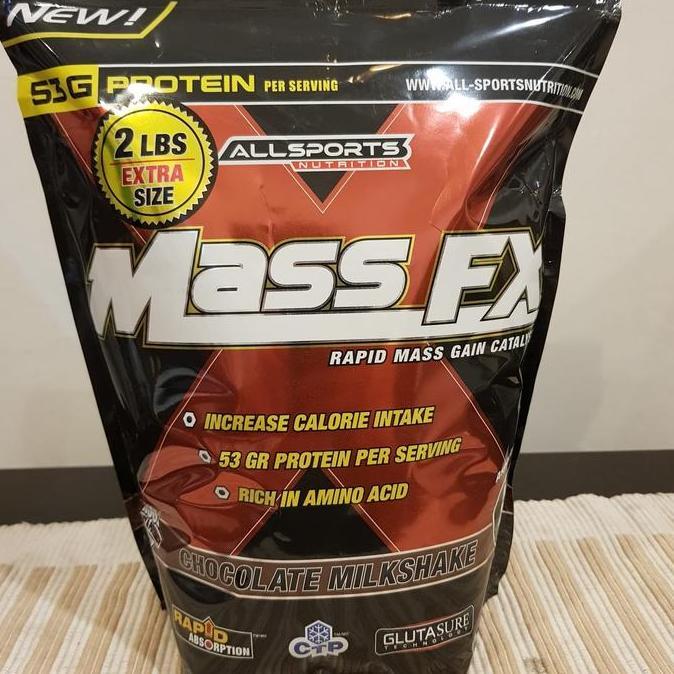 NEW!
53G PROTEIN PER SERVING
WWW.ALL-SPORTSNUTRITION.COM
2 LBS
EXTRA
SIZE
ALLSPORTS
NUTRITION
Mass FX
RAPID MASS GAIN
INCREASE CALORIE INTAKE
53 GR PROTEIN PER SERVING
RICH IN AMINO ACID
CHOCOLATE MILKSHAKE
RAPID
ABSORPTION
CTP
GLUTASURE
TECHNOLOGY